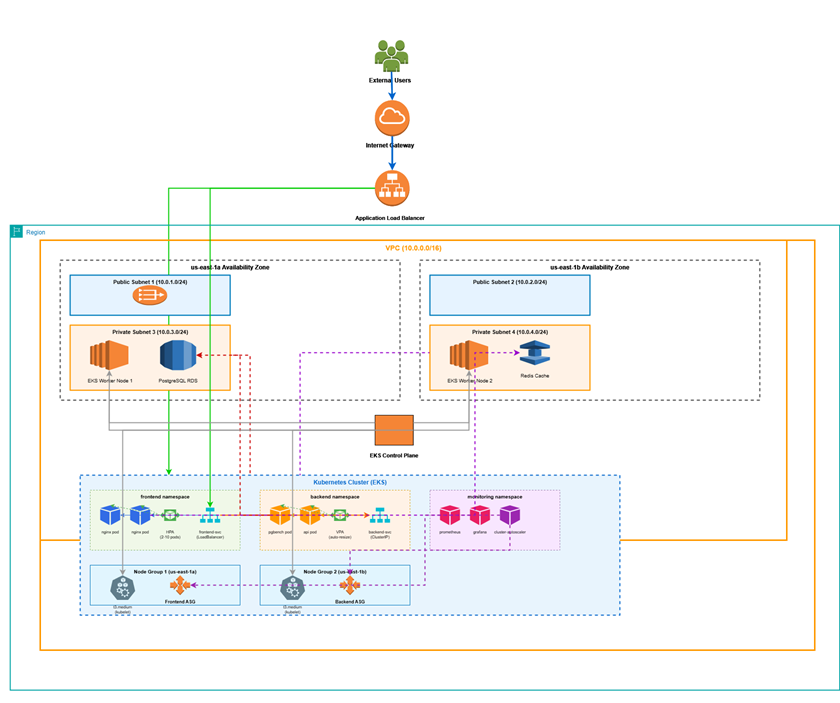 External Users
Internet Gateway
Application Load Balancer
Region
VPC (10.0.0.0/16)
us-east-1a Availability Zone
us-east-1b Availability Zone
Public Subnet 1 (10.0.1.0/24)
Public Subnet 2 (10.0.2.0/24)
Private Subnet 3 (10.0.3.0/24)
Private Subnet 4 (10.0.4.0/24)
EKS Worker Node 1
PostgreSQL RDS
EKS Worker Node 2
Redis Cache
EKS Control Plane
Kubernetes Cluster (EKS)
frontend namespace
backend namespace
monitoring namespace
nginx pod
nginx pod
HPA
(2-10 pods)
frontend-svc
(LoadBalancer)
pgbench pod
api pod
VPA
(auto-resize)
backend-svc
(ClusterIP)
prometheus
grafana
cluster-autoscaler
Node Group 1 (us-east-1a)
Node Group 2 (us-east-1b)
Frontend ASG
Backend ASG
t3.medium
(kubelet)
t3.medium
(kubelet)